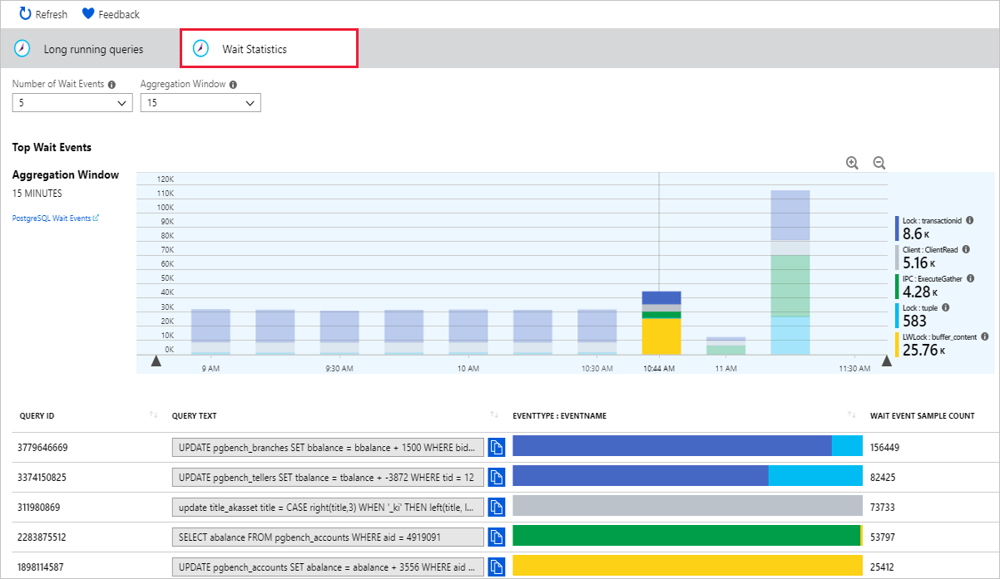 Refresh Feedback
Long running queries Wait Statistics
Number of Wait Events Aggregation Window
5 15
Top Wait Events
Aggregation Window
15 MINUTES
PostgreSQL Wait Events
120K
110K
100K
90K
80K
70K
60K
50K
40K
30K
20K
10K
0K
9 AM 9:30 AM 10 AM 10:30 AM 10:44 AM 11 AM 11:30 AM
Lock : transactionid
8.6 K
Client : ClientRead
5.16 K
IPC : ExecuteGather
4.28 K
Lock : tuple
583
LWLock : buffer_content
25.76 K
QUERY ID QUERY TEXT EVENTTYPE : EVENTNAME WAIT EVENT SAMPLE COUNT
3779646669 UPDATE pgbench_branches SET bbalance = bbalance + 1500 WHERE bid... 156449
3374150825 UPDATE pgbench_tellers SET tbalance = tbalance + -3872 WHERE tid = 12 82425
311980869 update title_akasset title = CASE right(title,3) WHEN '_ki' THEN left(title, l... 73733
2283875512 SELECT abalance FROM pgbench_accounts WHERE aid = 4919091 53797
1898114587 UPDATE pgbench_accounts SET abalance = abalance + 3556 WHERE aid ... 25412